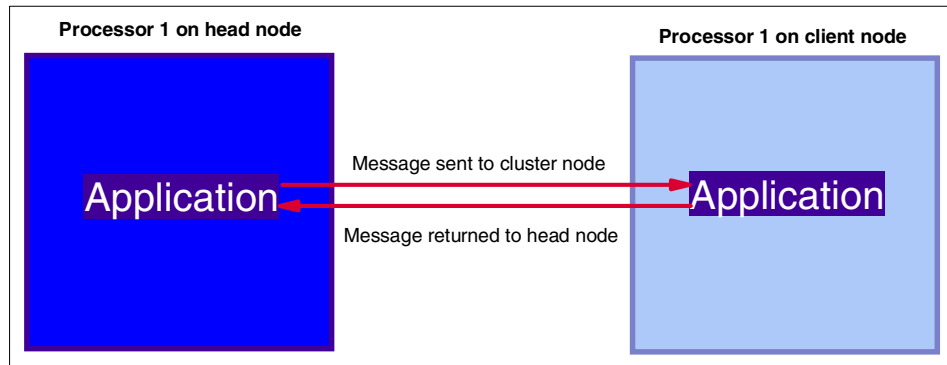 Processor 1 on head node
Processor 1 on client node
Message sent to cluster node
Application
Application
Message returned to head node